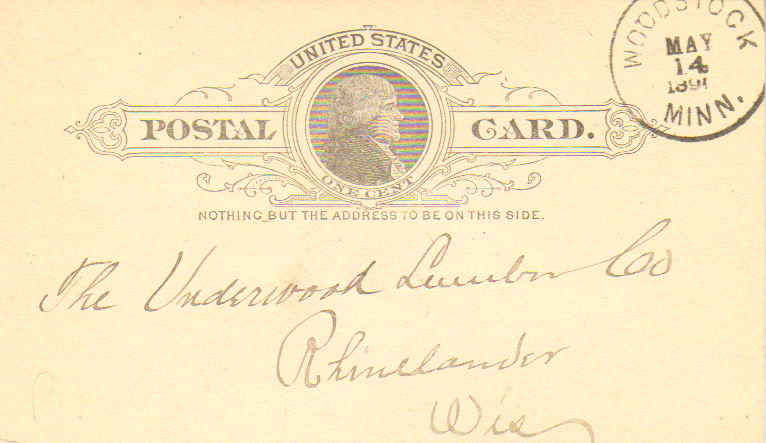 UNITED STATES
POSTAL CARD.
ONE CENT
NOTHING BUT THE ADDRESS TO BE ON THIS SIDE.
WOODSTOCK
MAY
14
1891
MINN.
The Underwood Lumber Co
Rhinelander
Wis